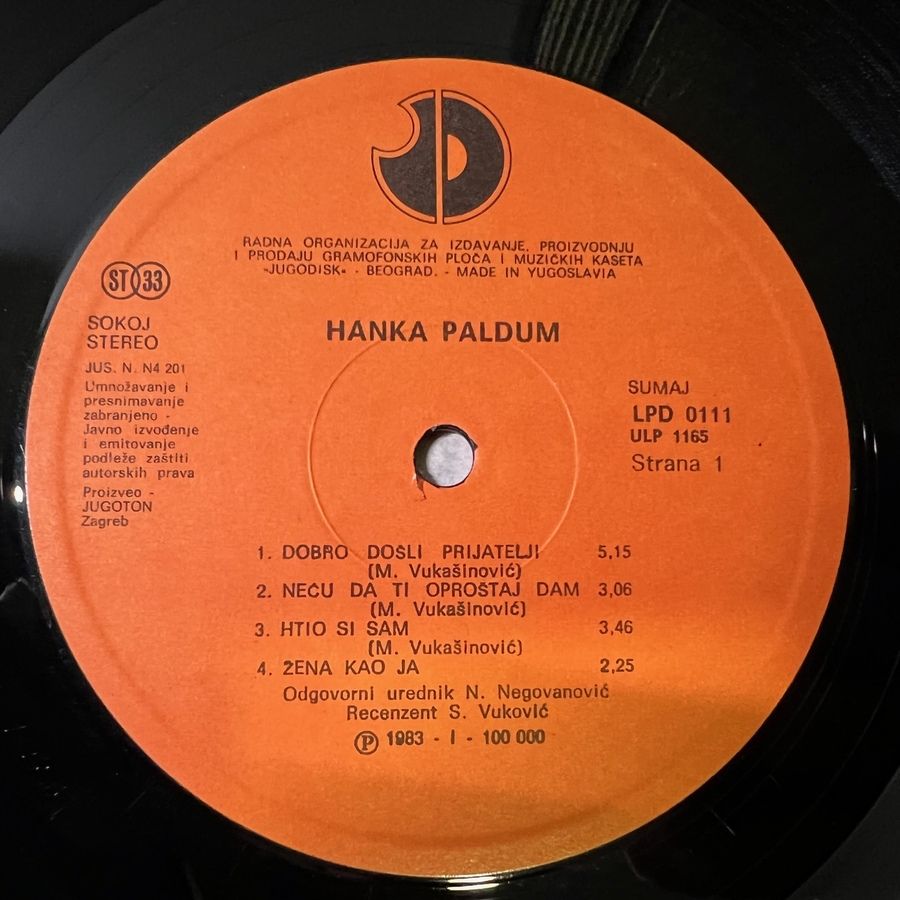 JD
RADNA ORGANIZACIJA ZA IZDAVANJE, PROIZVODNJU
I PRODAJU GRAMOFONSKIH PLOČA I MUZIČKIH KASETA
"JUGODISK" - BEOGRAD. - MADE IN YUGOSLAVIA
ST 33
SOKOJ
STEREO
JUS. N. N4 201
Umnožavanje i
presnimavanje
zabranjeno -
Javno izvođenje
i emitovanje
podleže zaštiti
autorskih prava
Proizveo -
JUGOTON
Zagreb
HANKA PALDUM
SUMAJ
LPD 0111
ULP 1165
Strana 1
1. DOBRO DOŠLI PRIJATELJI 5,15
(M. Vukašinović)
2. NEĆU DA TI OPROŠTAJ DAM 3,06
(M. Vukašinović)
3. HTIO SI SAM 3,46
(M. Vukašinović)
4. ŽENA KAO JA 2,25
Odgovorni urednik N. Negovanović
Recenzent S. Vuković
Ⓟ 1983 - I - 100 000